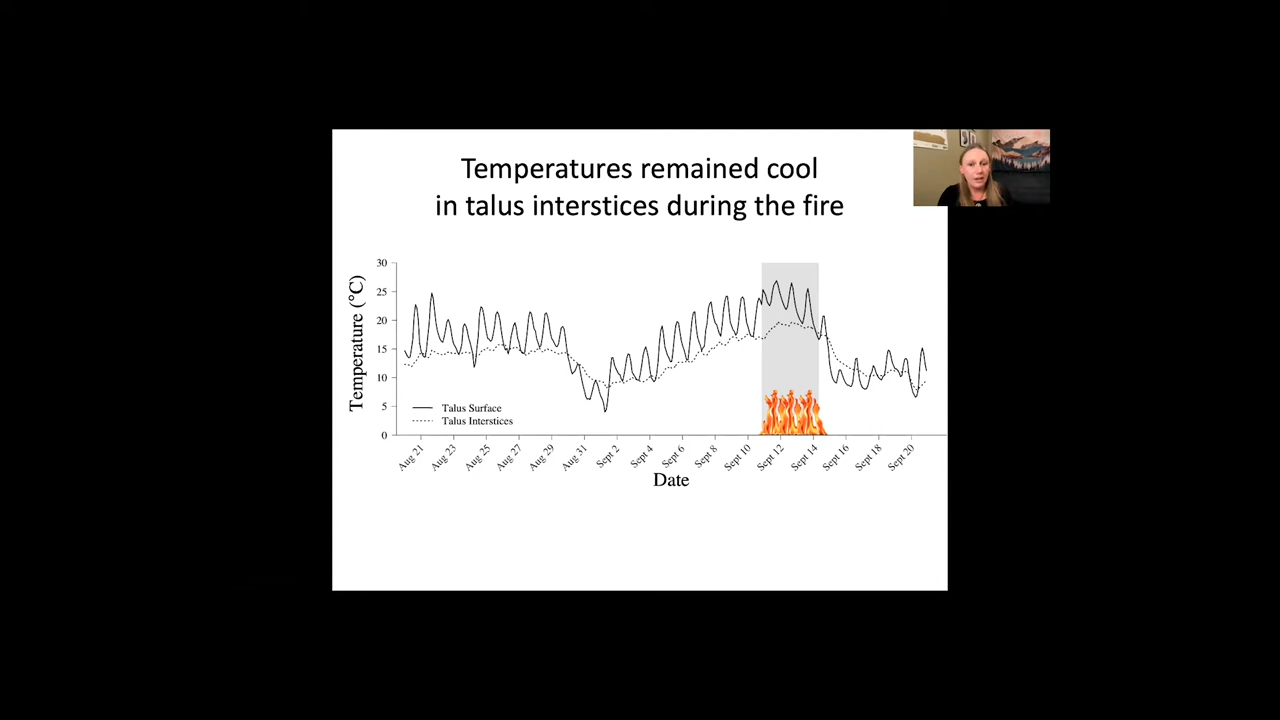 Temperatures remained cool
in talus interstices during the fire
Temperature (°C)
30
25
20
15
10
5
0
Talus Surface
Talus Interstices
Aug 21
Aug 23
Aug 25
Aug 27
Aug 29
Aug 31
Sept 2
Sept 4
Sept 6
Sept 8
Sept 10
Sept 12
Sept 14
Sept 16
Sept 18
Sept 20
Date